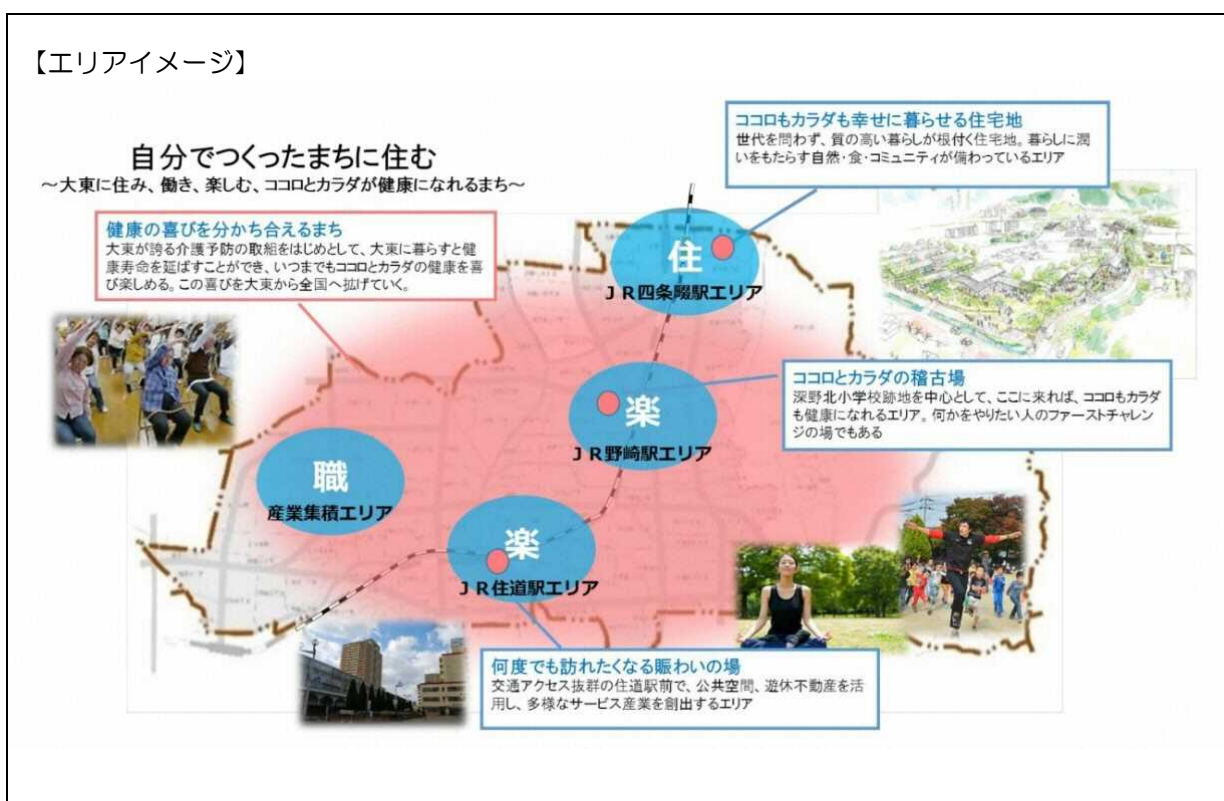 【エリアイメージ】
自分でつくったまちに住む
～大東に住み、働き、楽しむ、ココロとカラダが健康になれるまち～
ココロもカラダも幸せに暮らせる住宅地
世代を問わず、質の高い暮らしが根付く住宅地。暮らしに潤
いをもたらす自然・食・コミュニティが備わっているエリア
健康の喜びを分かち合えるまち
大東が誇る介護予防の取組をはじめとして、大東に暮らすと健
康寿命を延ばすことができ、いつまでもココロとカラダの健康を喜
び楽しめる。この喜びを大東から全国へ拡げていく。
住
ＪＲ四条畷駅エリア
ココロとカラダの稽古場
深野北小学校跡地を中心として、ここに来れば、ココロもカラダ
も健康になれるエリア。何かをやりたい人のファーストチャレン
ジの場でもある
楽
ＪＲ野崎駅エリア
職
産業集積エリア
楽
ＪＲ住道駅エリア
何度でも訪れたくなる賑わいの場
交通アクセス抜群の住道駅前で、公共空間、遊休不動産を活
用し、多様なサービス産業を創出するエリア